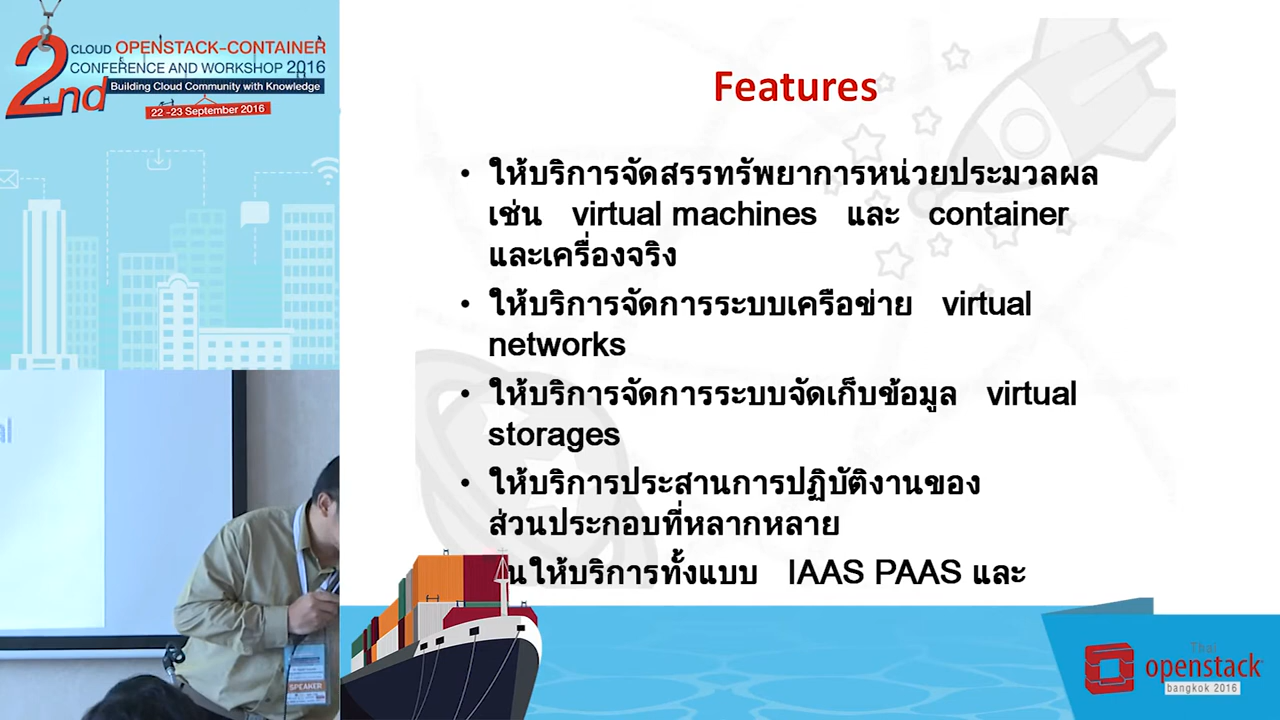 2nd
CLOUD OPENSTACK-CONTAINER
CONFERENCE AND WORKSHOP 2016
Building Cloud Community with Knowledge
22 -23 September 2016
Features
• ให้บริการจัดสรรทรัพยาการหน่วยประมวลผล
เช่น virtual machines และ container
และเครื่องจริง
• ให้บริการจัดการระบบเครือข่าย virtual
networks
• ให้บริการจัดการระบบจัดเก็บข้อมูล virtual
storages
• ให้บริการประสานการปฏิบัติงานของ
ส่วนประกอบที่หลากหลาย
นให้บริการทั้งแบบ IAAS PAAS และ
SPEAKER
Thai
openstack
bangkok 2016